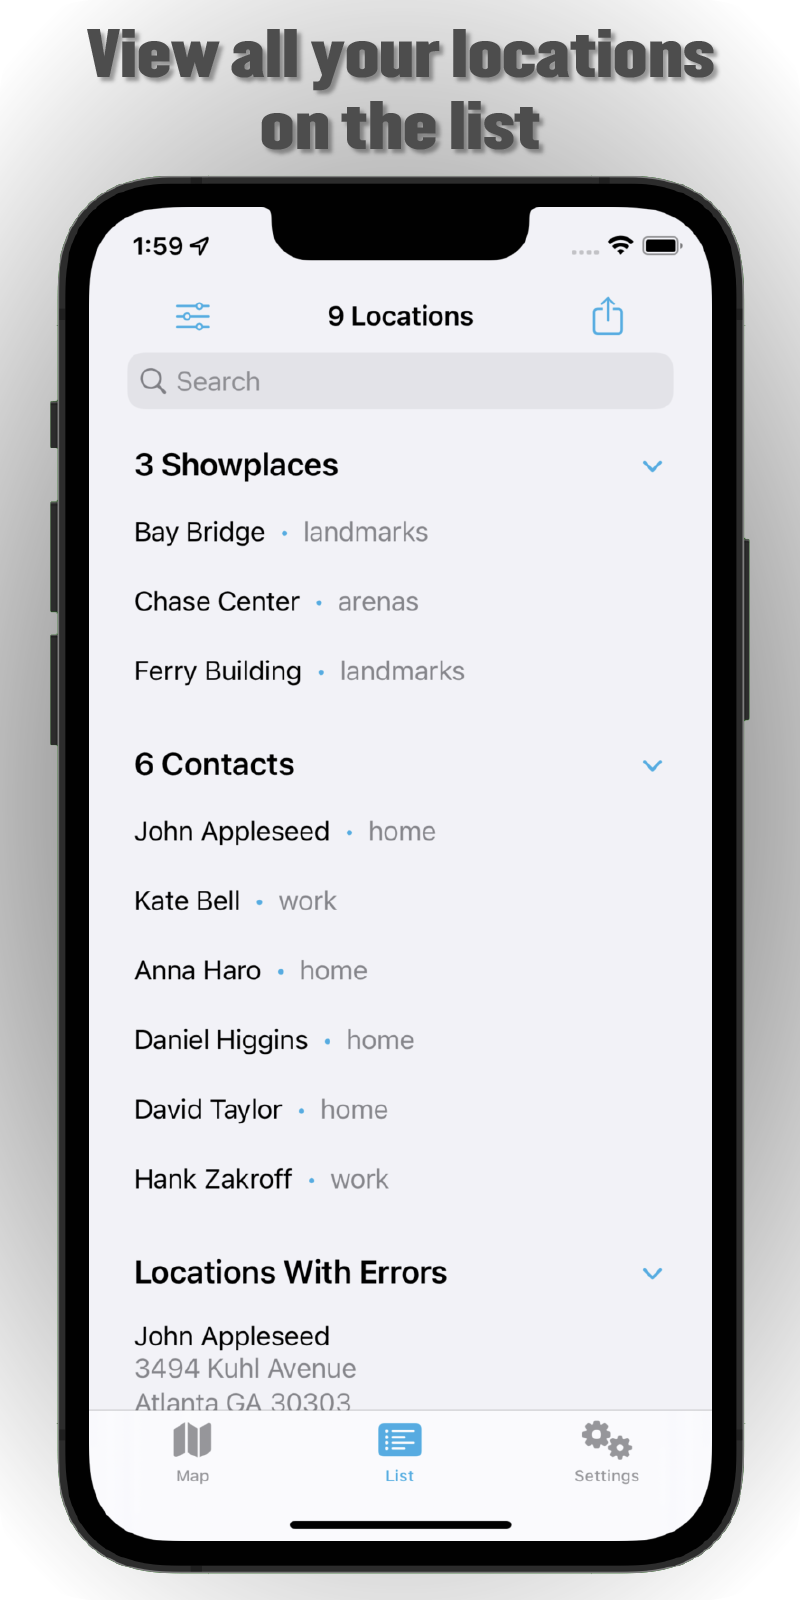 View all your locations
on the list
1:59
9 Locations
Search
3 Showplaces
Bay Bridge • landmarks
Chase Center • arenas
Ferry Building • landmarks
6 Contacts
John Appleseed • home
Kate Bell • work
Anna Haro • home
Daniel Higgins • home
David Taylor • home
Hank Zakroff • work
Locations With Errors
John Appleseed
3494 Kuhl Avenue
Atlanta GA 30303
Map
List
Settings